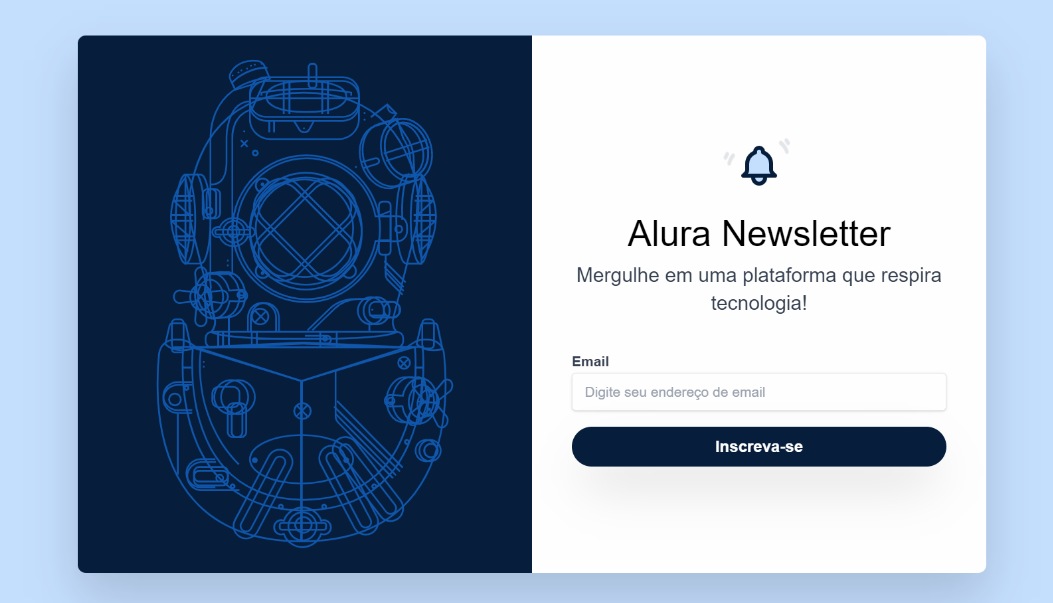 Alura Newsletter
Mergulhe em uma plataforma que respira
tecnologia!
Email
Digite seu endereço de email
Inscreva-se